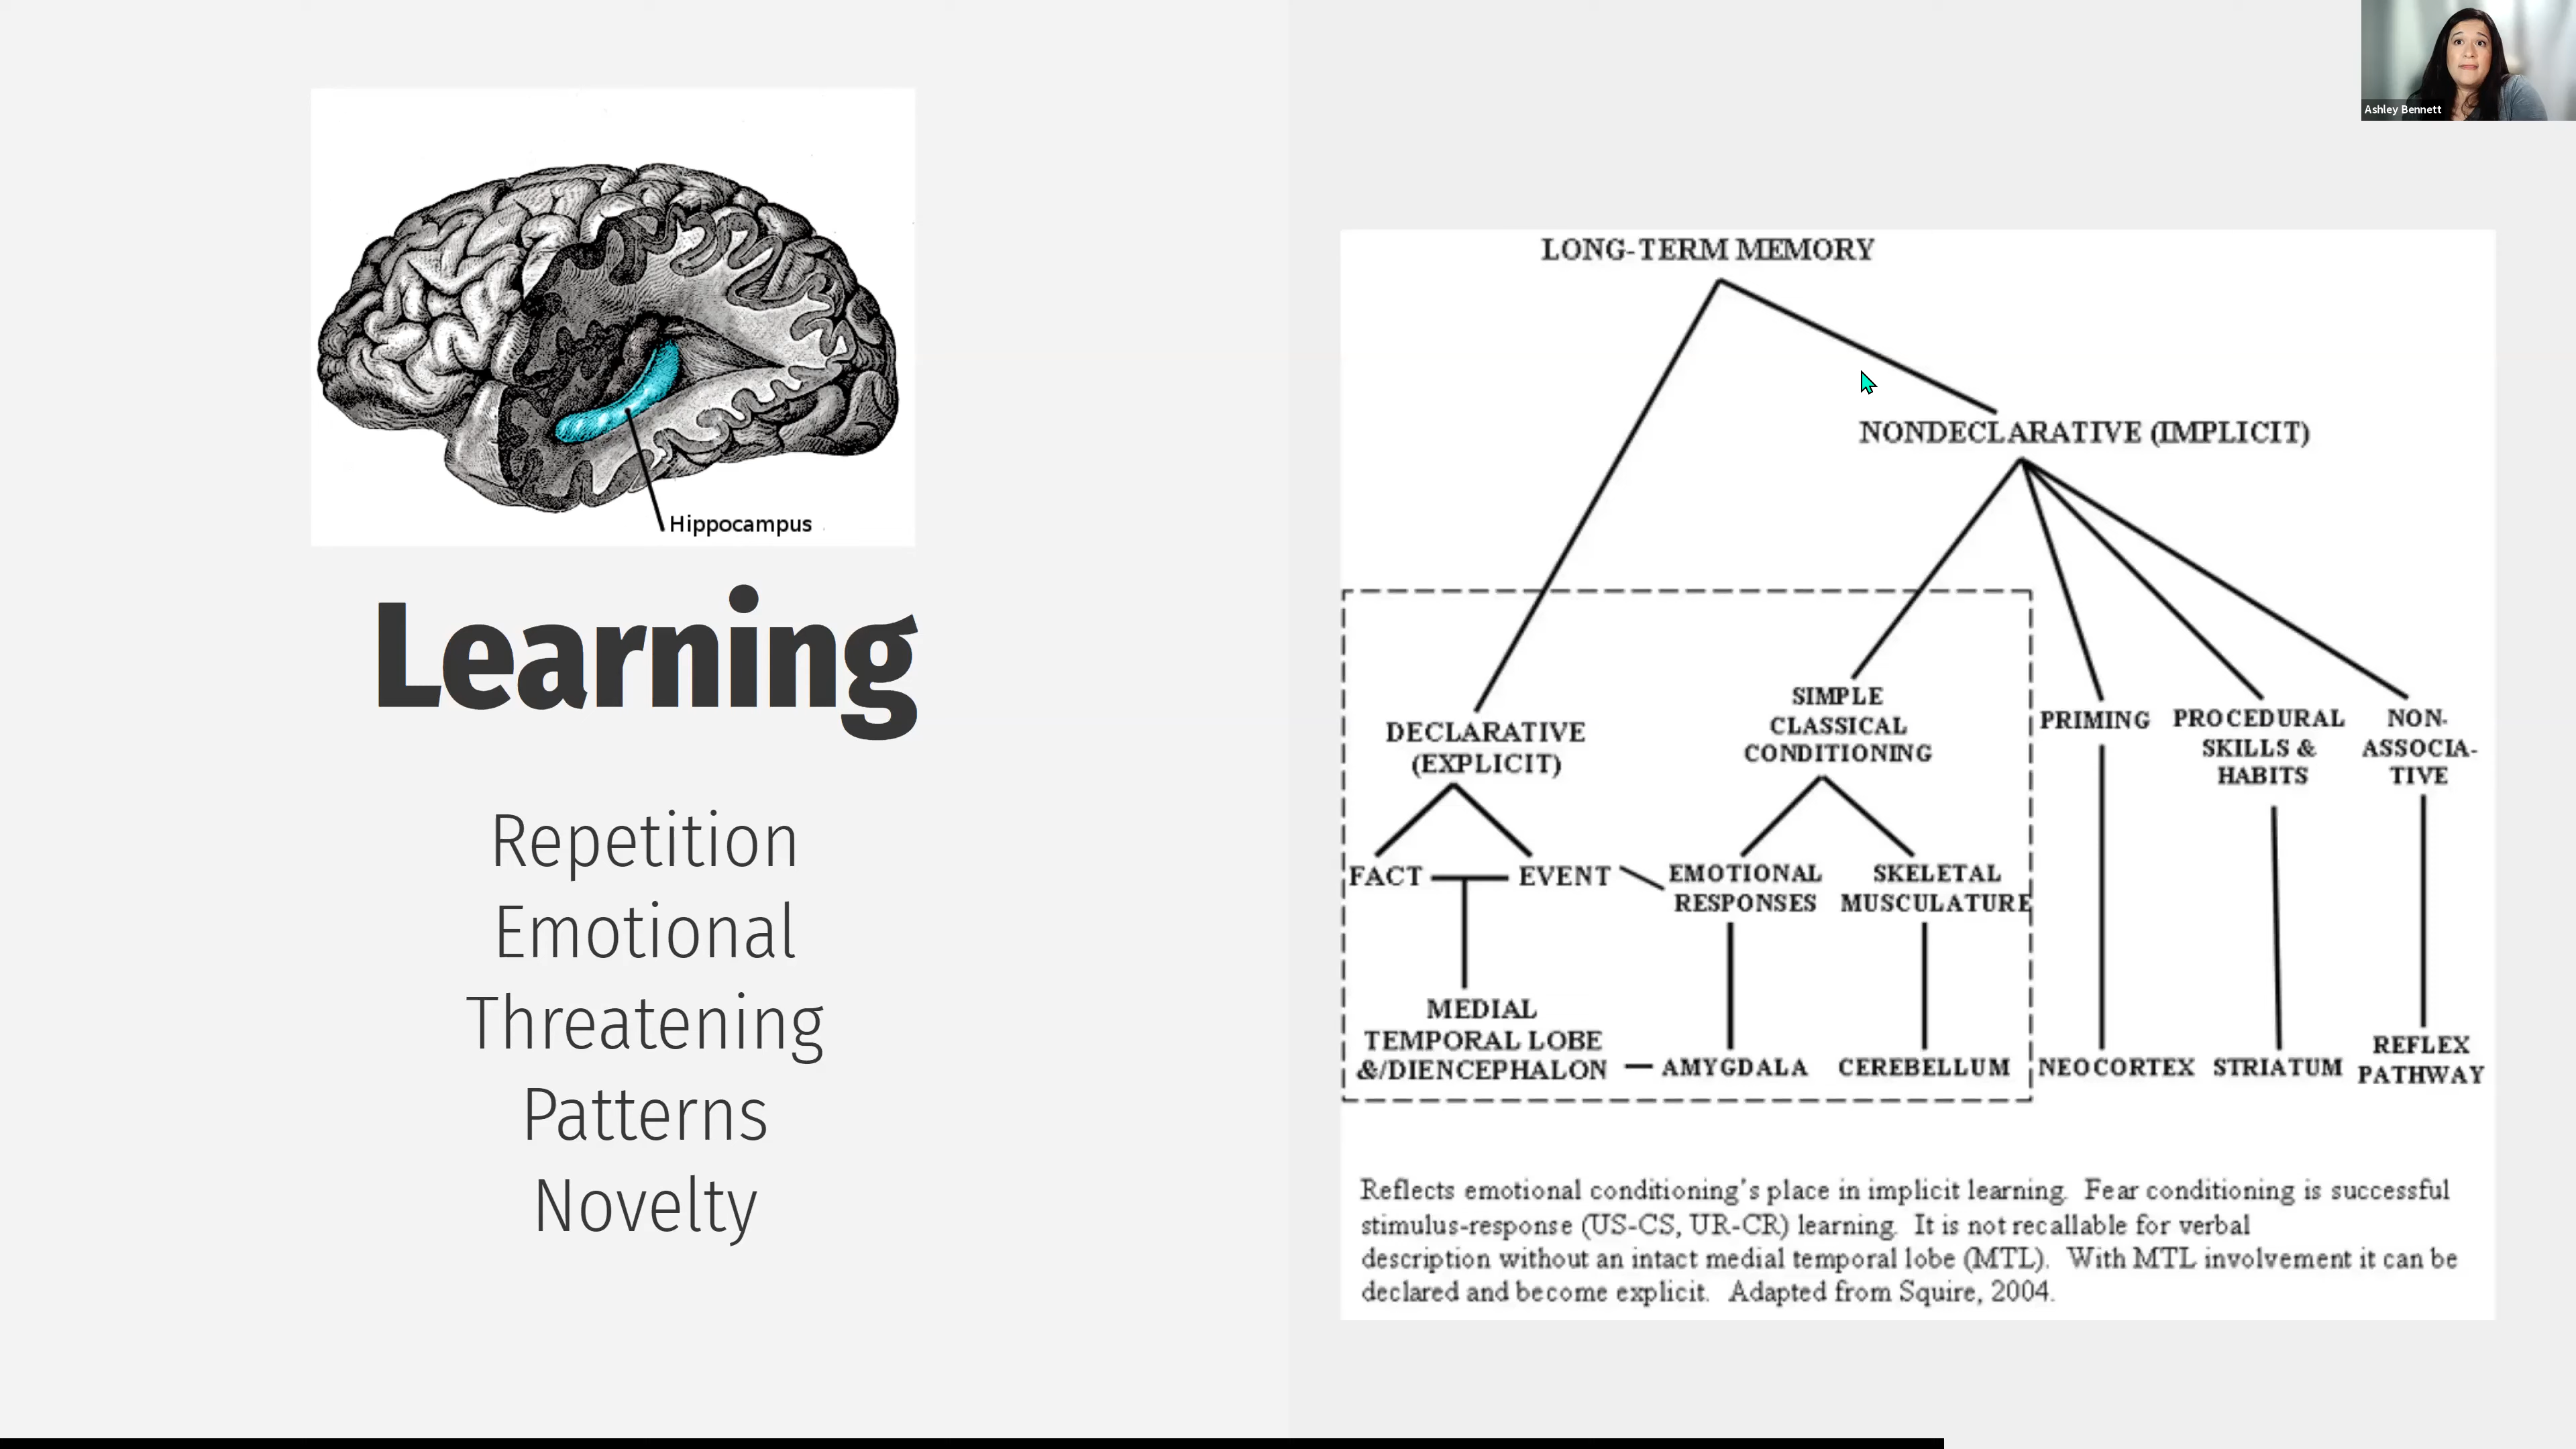 Ashley Bennett
Hippocampus
Learning
Repetition
Emotional
Threatening
Patterns
Novelty
LONG-TERM MEMORY
NONDECLARATIVE (IMPLICIT)
DECLARATIVE
(EXPLICIT)
SIMPLE
CLASSICAL
CONDITIONING
PRIMING
PROCEDURAL
SKILLS &
HABITS
NON-
ASSOCIA-
TIVE
FACT
EVENT
EMOTIONAL
RESPONSES
SKELETAL
MUSCULATURE
MEDIAL
TEMPORAL LOBE
&/DIENCEPHALON
AMYGDALA
CEREBELLUM
NEOCORTEX
STRIATUM
REFLEX
PATHWAY
Reflects emotional conditioning's place in implicit learning. Fear conditioning is successful
stimulus-response (US-CS, UR-CR) learning. It is not recallable for verbal
description without an intact medial temporal lobe (MTL). With MTL involvement it can be
declared and become explicit. Adapted from Squire, 2004.